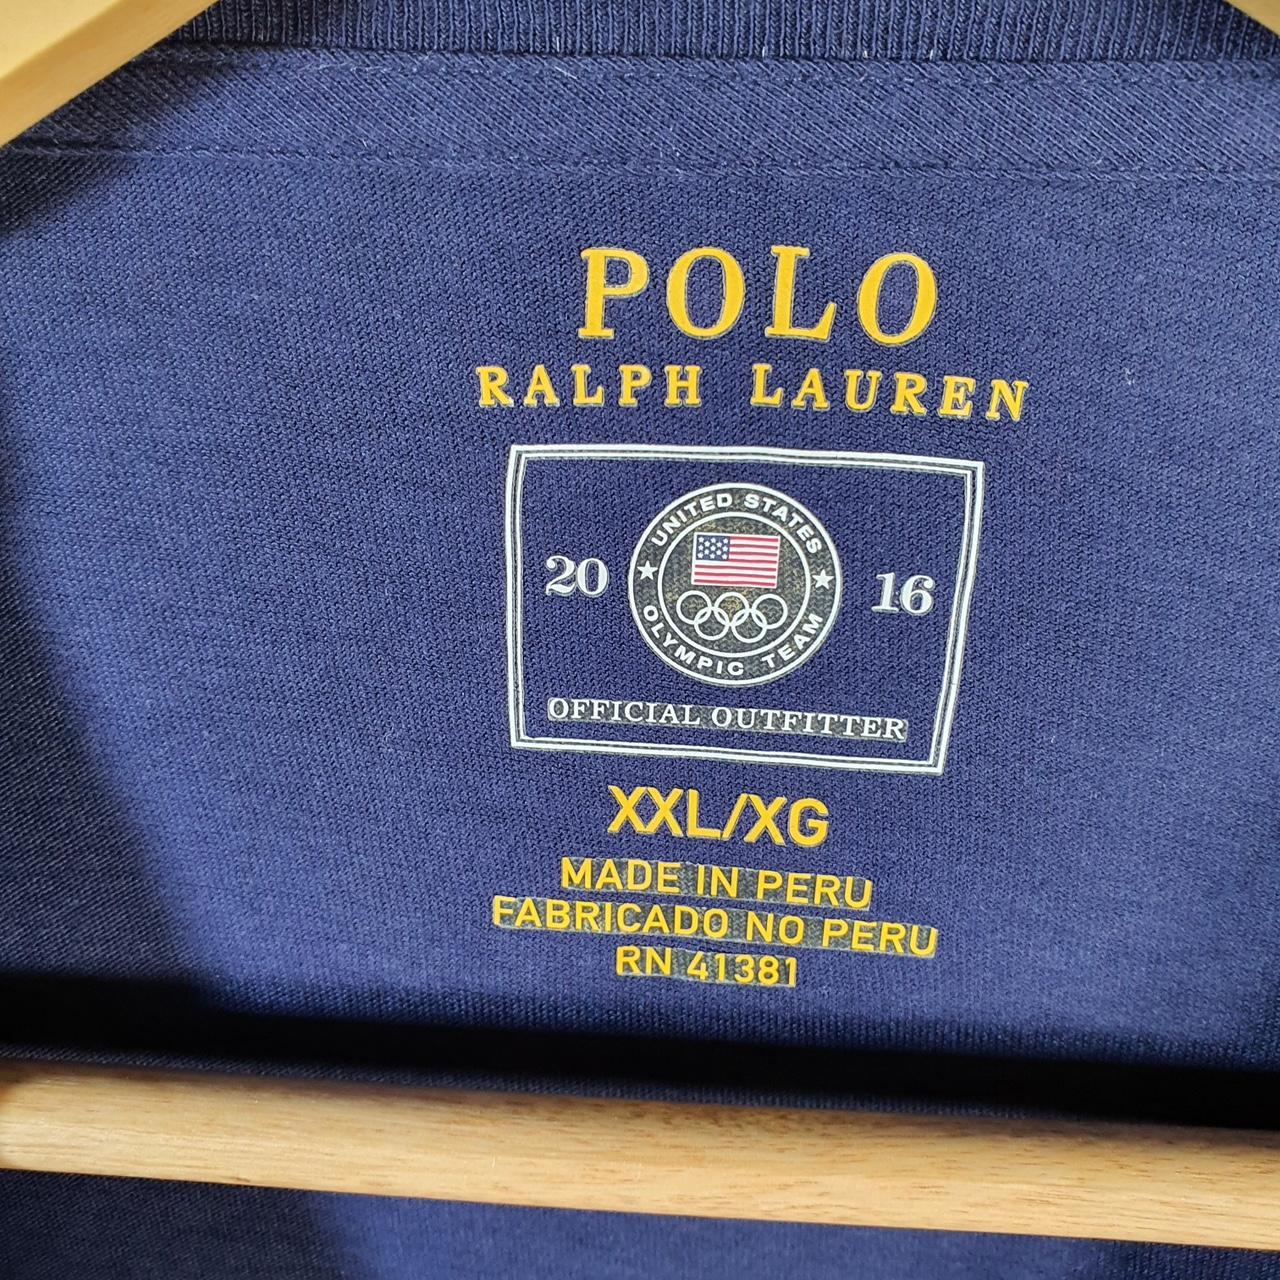 POLO
RALPH LAUREN
UNITED STATES
20 16
OLYMPIC TEAM
OFFICIAL OUTFITTER
XXL/XG
MADE IN PERU
FABRICADO NO PERU
RN 41381